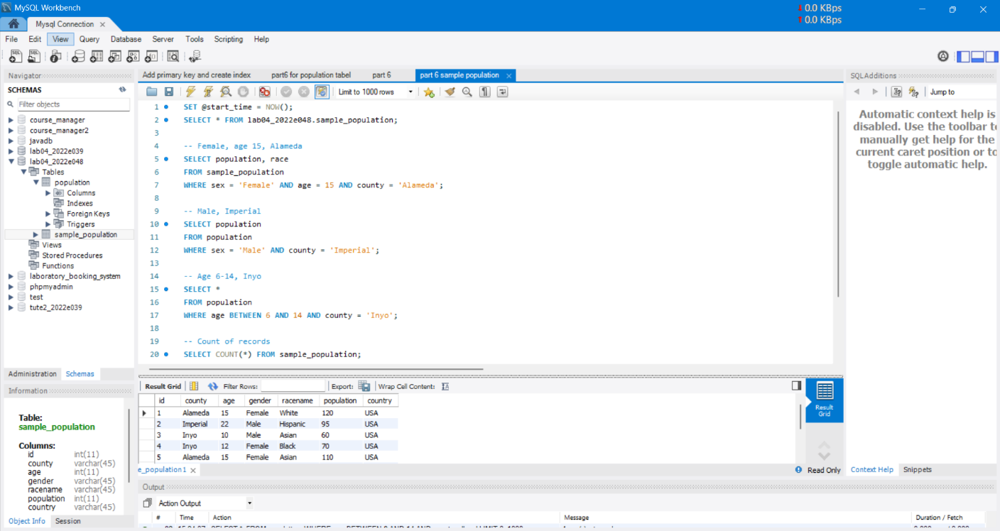 MySQL Workbench
0.0 KBps
0.0 KBps
Mysql Connection
File Edit View Query Database Server Tools Scripting Help
Navigator
SCHEMAS
Filter objects
course_manager
course_manager2
javadb
lab04_2022e039
lab04_2022e048
Tables
population
Columns
Indexes
Foreign Keys
Triggers
sample_population
Views
Stored Procedures
Functions
laboratory_booking_system
phpmyadmin
test
tute2_2022e039
Administration Schemas
Information
Table:
sample_population
Columns:
id int(11)
county varchar(45)
age int(11)
gender varchar(45)
racename varchar(45)
population int(11)
country varchar(45)
Object Info Session
Add primary key and create index part6 for population tabel part 6 part 6 sample population
Limit to 1000 rows
1 SET @start_time = NOW();
2 SELECT * FROM lab04_2022e048.sample_population;
3
4 -- Female, age 15, Alameda
5 SELECT population, race
6 FROM sample_population
7 WHERE sex = 'Female' AND age = 15 AND county = 'Alameda';
8
9 -- Male, Imperial
10 SELECT population
11 FROM population
12 WHERE sex = 'Male' AND county = 'Imperial';
13
14 -- Age 6-14, Inyo
15 SELECT *
16 FROM population
17 WHERE age BETWEEN 6 AND 14 AND county = 'Inyo';
18
19 -- Count of records
20 SELECT COUNT(*) FROM sample_population;
Result Grid Filter Rows: Export: Wrap Cell Content:
id county age gender racename population country
1 Alameda 15 Female White 120 USA
2 Imperial 22 Male Hispanic 95 USA
3 Inyo 10 Male Asian 60 USA
4 Inyo 12 Female Black 70 USA
5 Alameda 15 Female Asian 110 USA
Result
Grid
e_population 1
Read Only
Output
Action Output
# Time Action Message Duration / Fetch
SQLAdditions
Jump to
Automatic context help is
disabled. Use the toolbar to
manually get help for the
current caret position or to
toggle automatic help.
Context Help Snippets